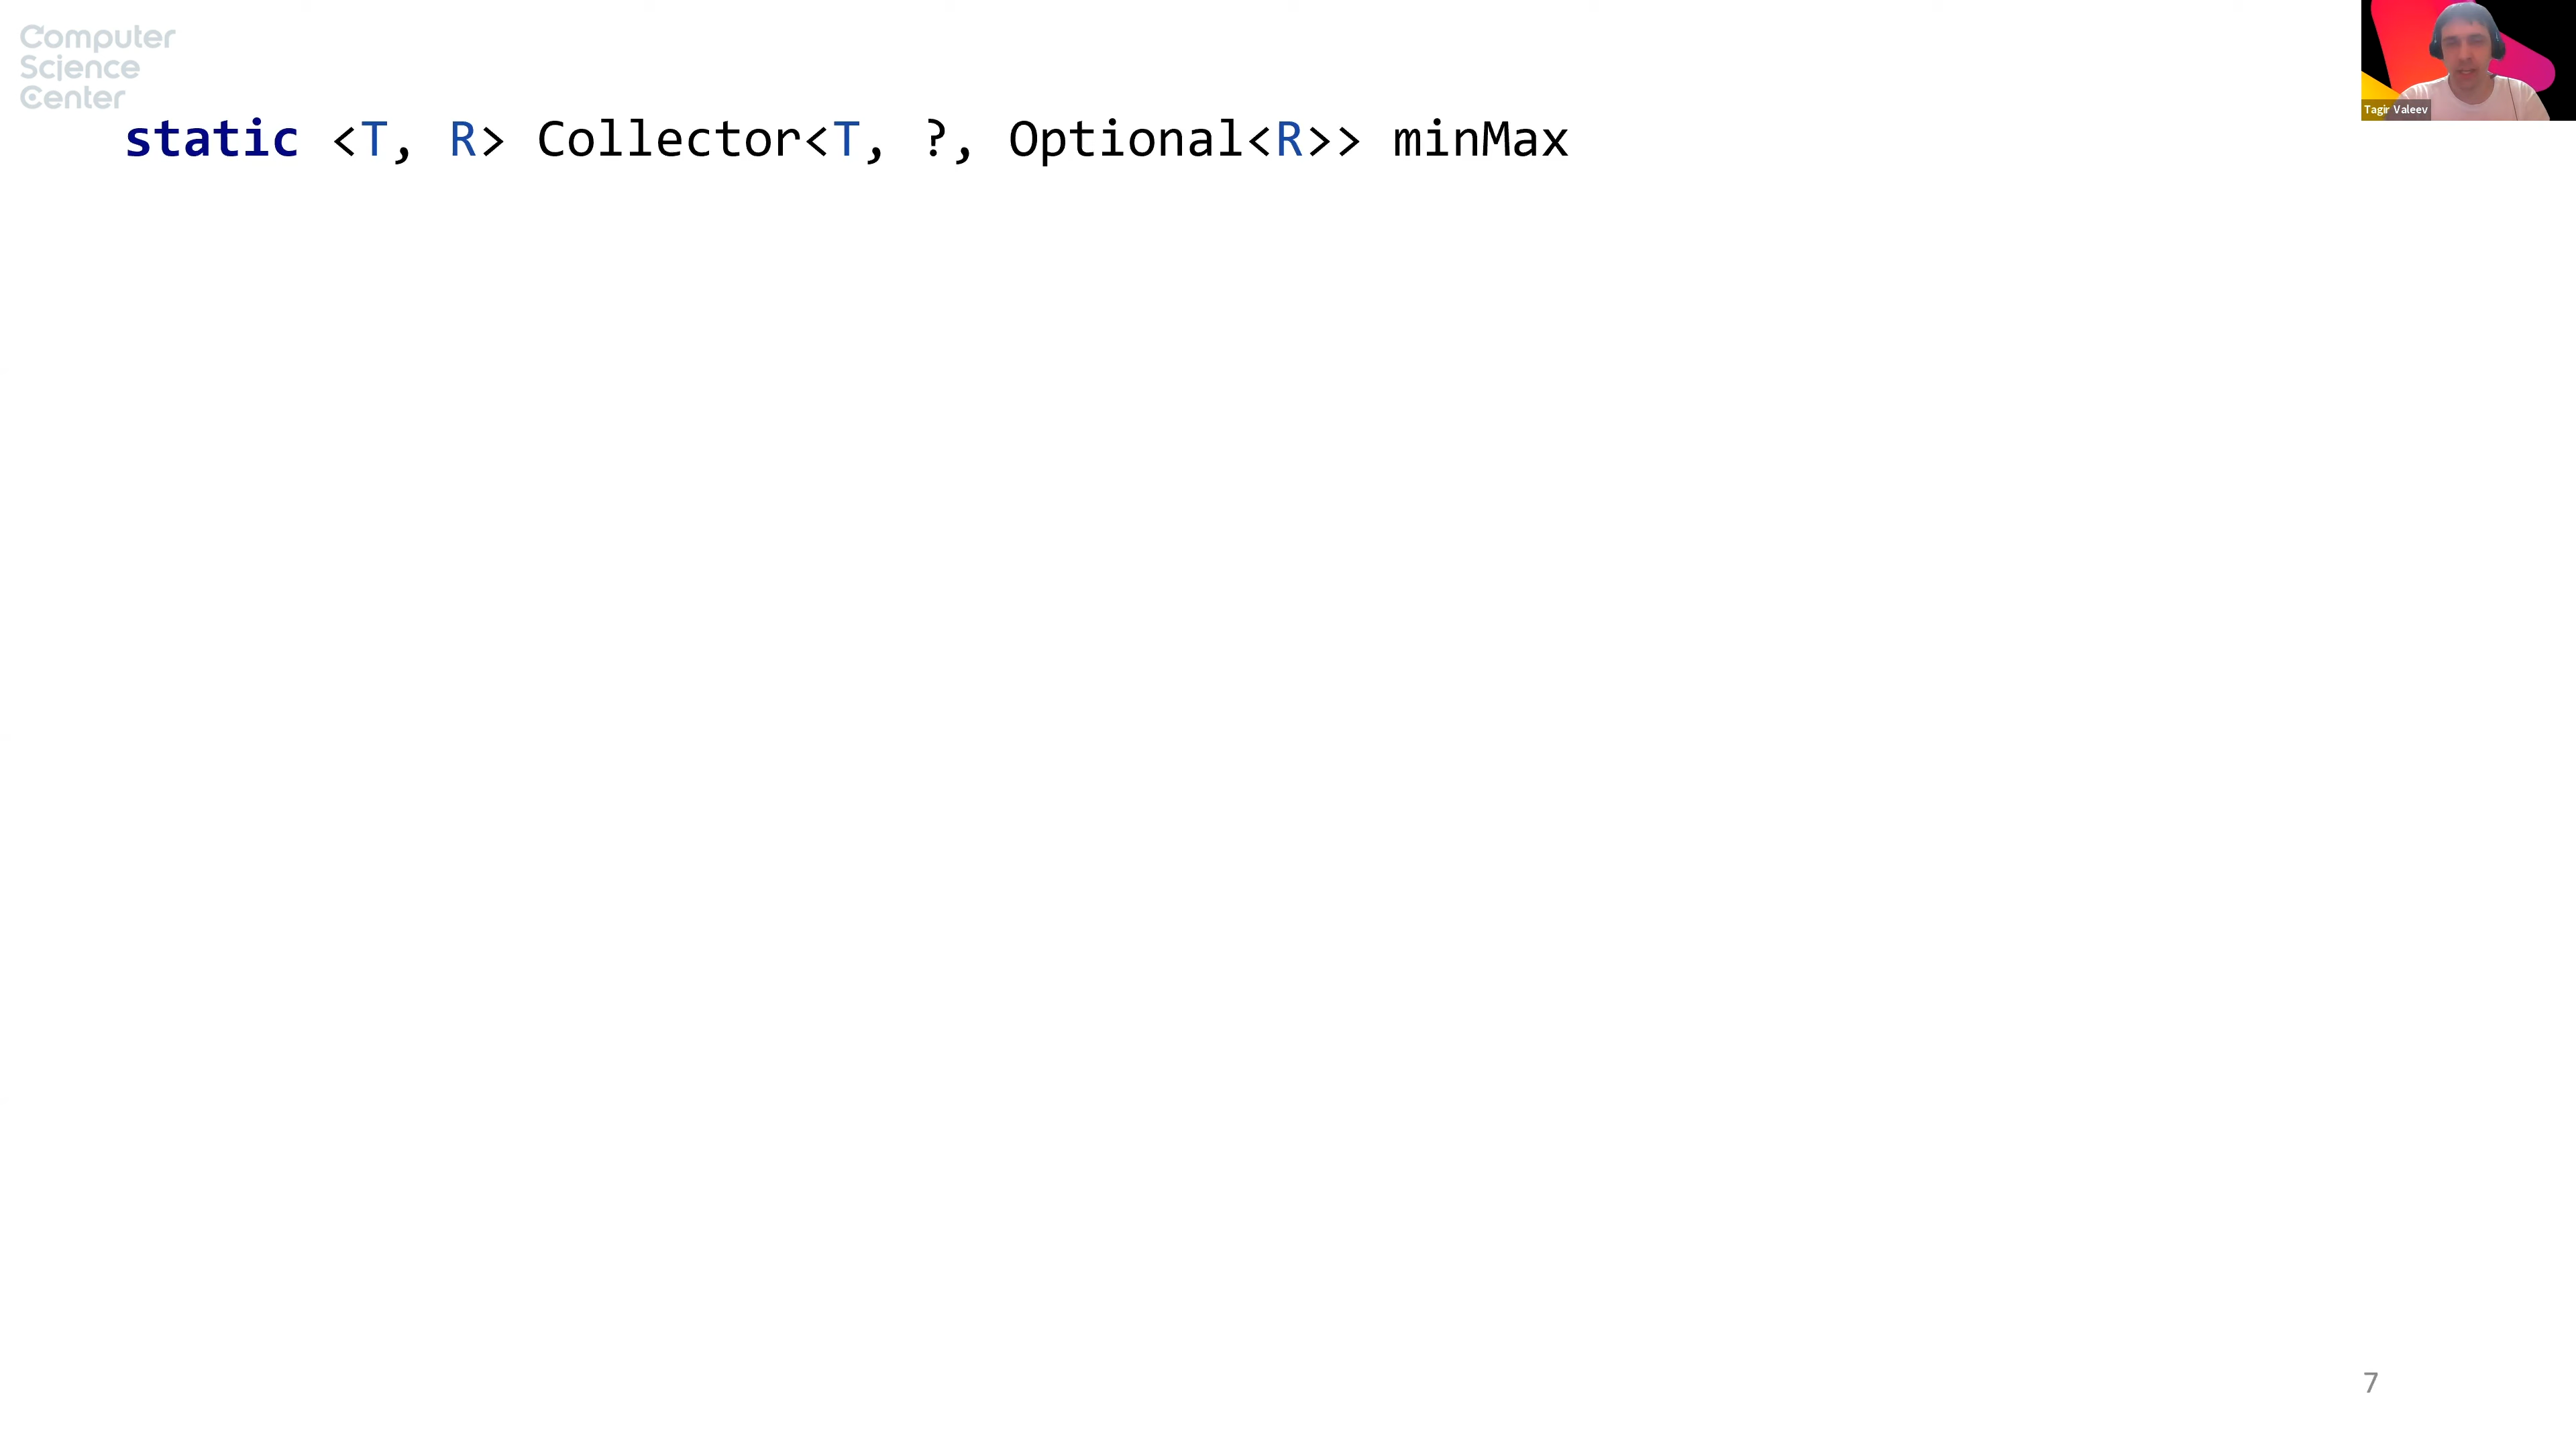 Computer
Science
Center
Tagir Valeev
static <T, R> Collector<T, ?, Optional<R>> minMax
7